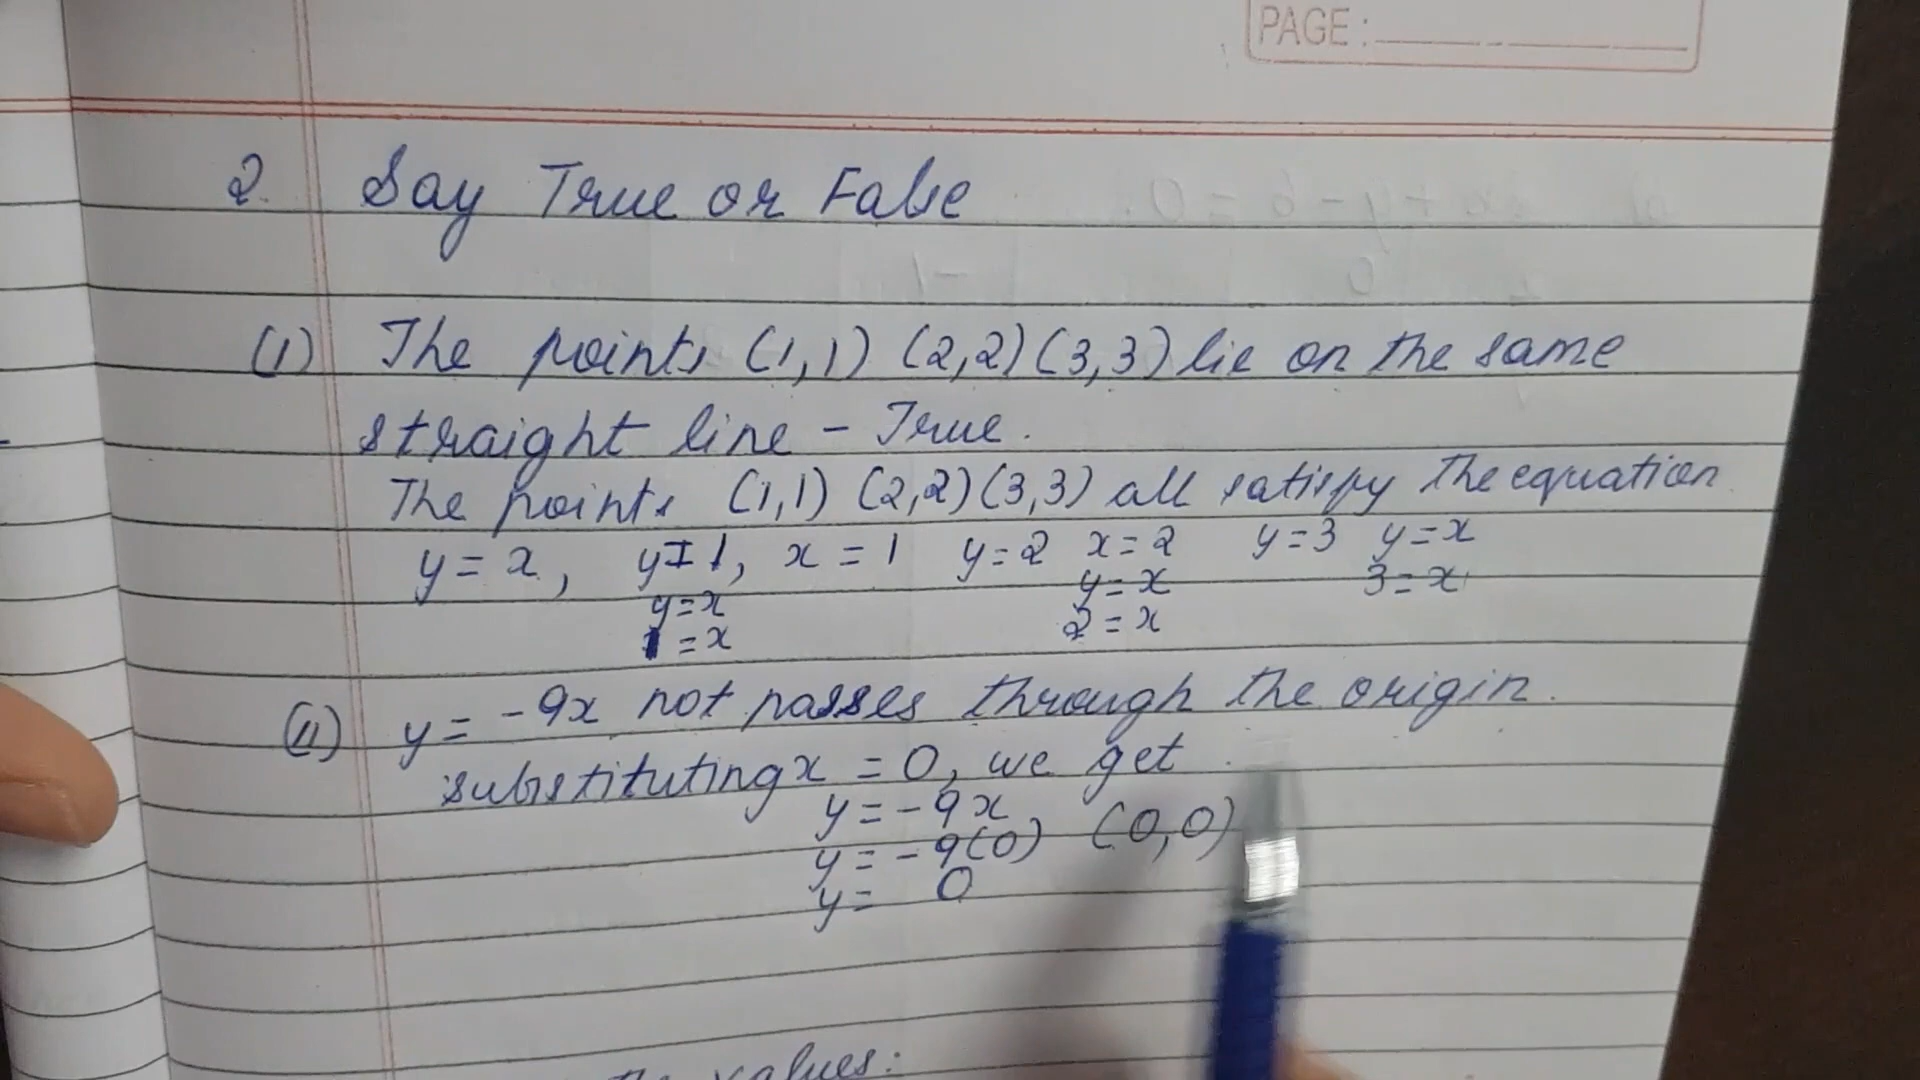 PAGE:
2. Say True or False
(i) The points (1,1) (2,2) (3,3) lie on the same
straight line - True.
The points (1,1) (2,2) (3,3) all satisfy the equation
y = x, y = 1, x = 1 y = 2 x = 2 y = 3 y = x
y = x y = x 3 = x
1 = x 2 = x
(ii) y = -9x not passes through the origin.
substituting x = 0, we get
y = -9x
y = -9(0) (0,0)
y = 0
values: